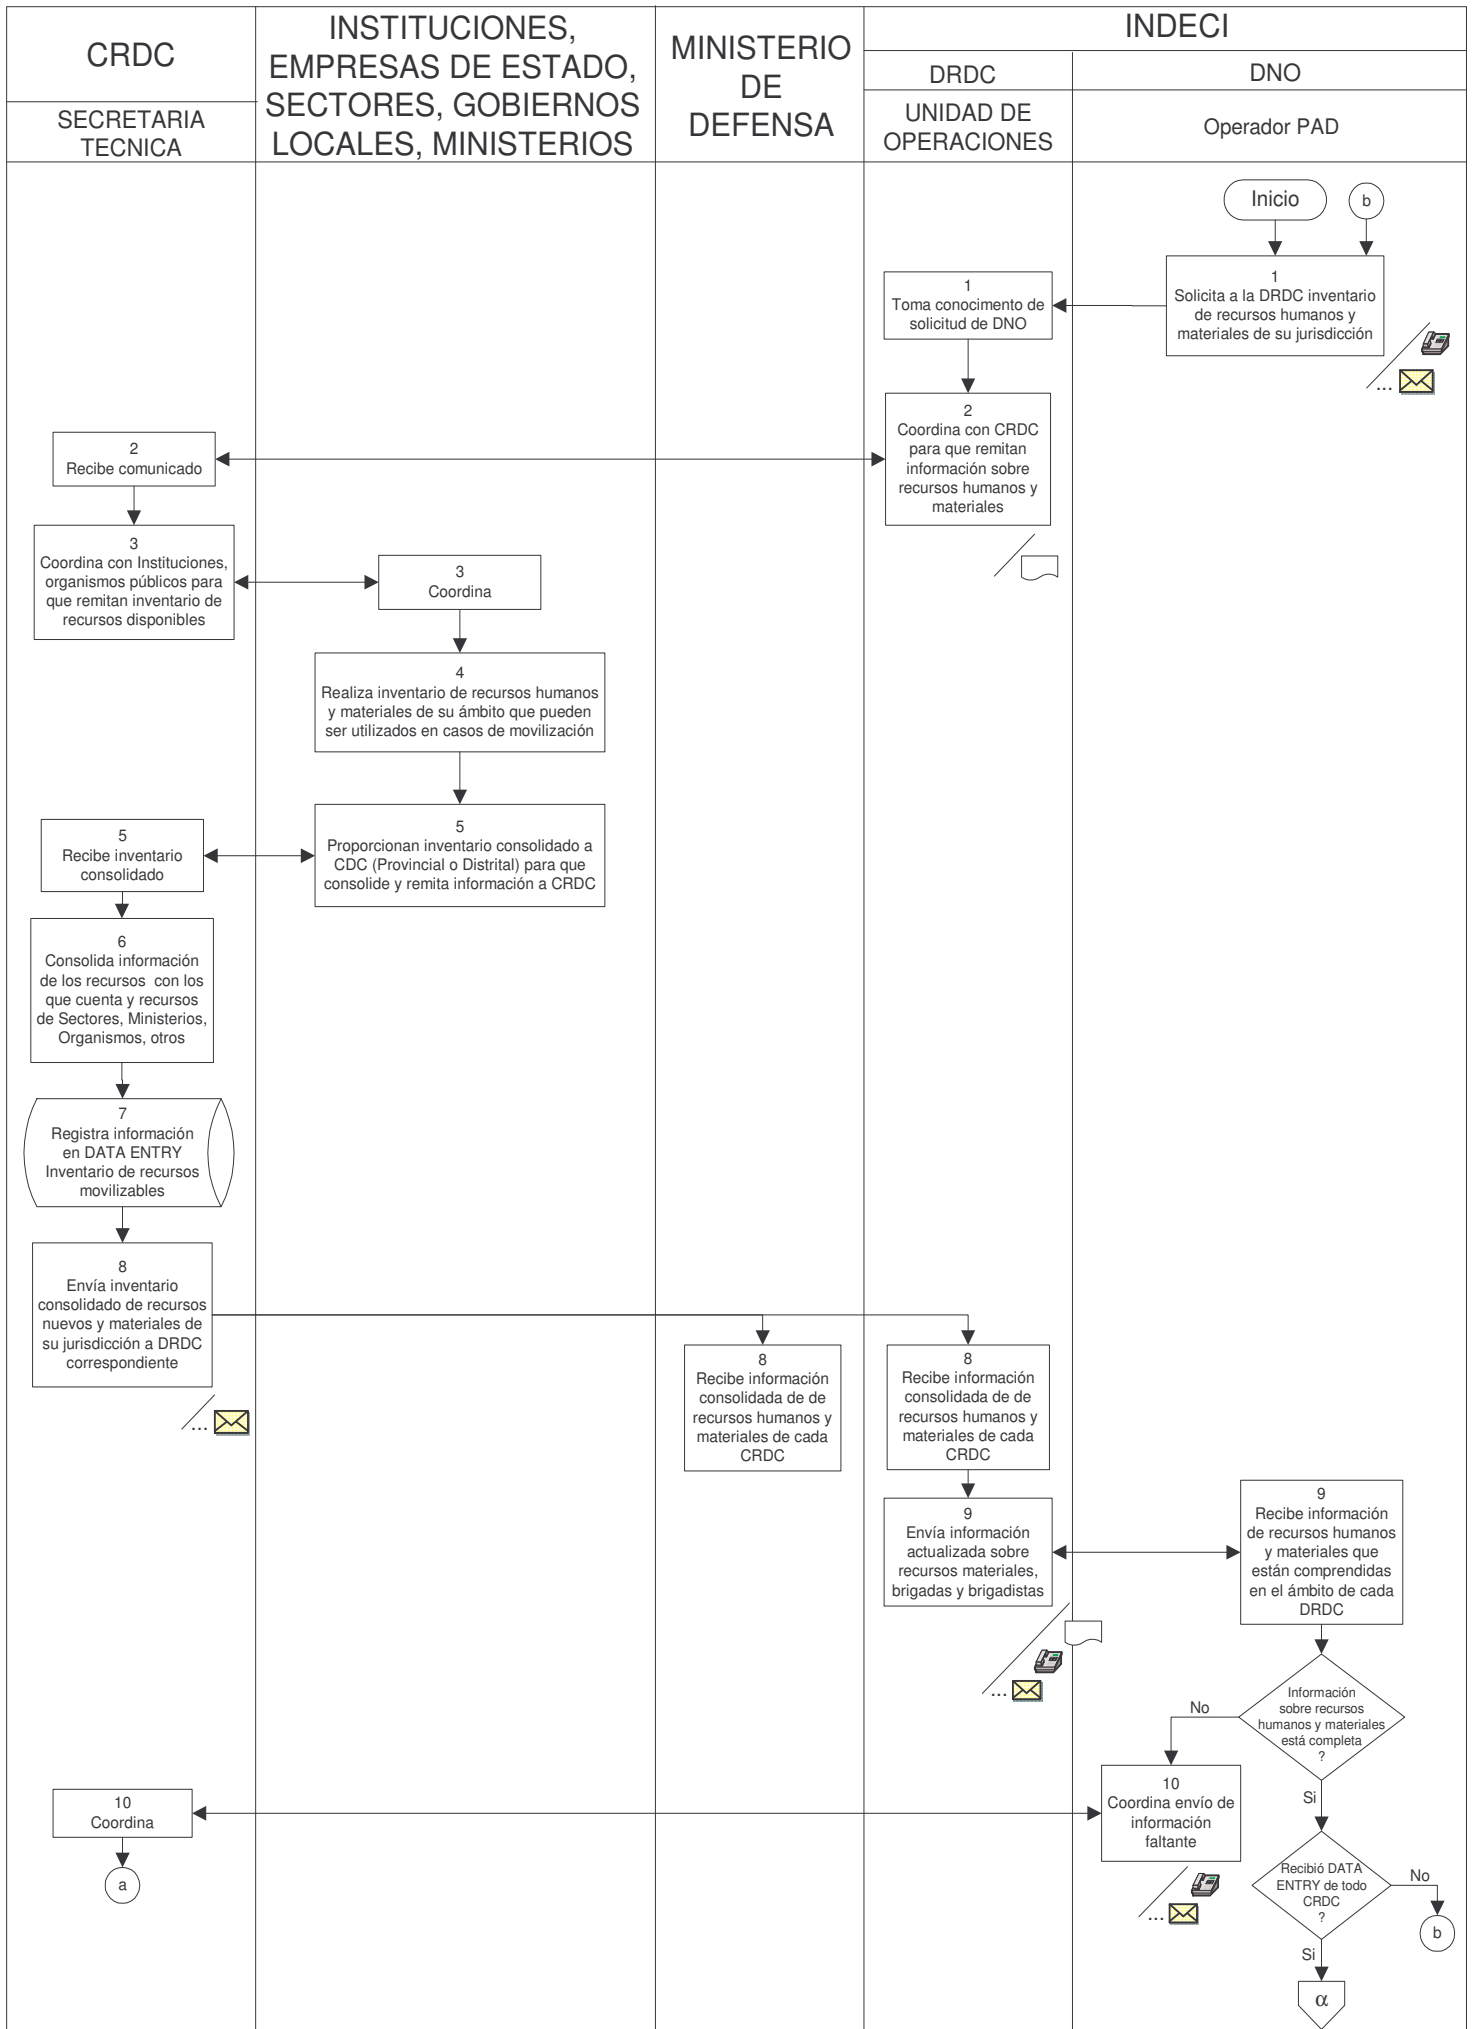 CRDC
SECRETARIA
TECNICA
INSTITUCIONES,
EMPRESAS DE ESTADO,
SECTORES, GOBIERNOS
LOCALES, MINISTERIOS
MINISTERIO
DE
DEFENSA
INDECI
DRDC
DNO
UNIDAD DE
OPERACIONES
Operador PAD
Inicio
b
1
Solicita a la DRDC inventario
de recursos humanos y
materiales de su jurisdicción
...
1
Toma conocimento de
solicitud de DNO
2
Coordina con CRDC
para que remitan
información sobre
recursos humanos y
materiales
2
Recibe comunicado
3
Coordina con Instituciones,
organismos públicos para
que remitan inventario de
recursos disponibles
3
Coordina
4
Realiza inventario de recursos humanos
y materiales de su ámbito que pueden
ser utilizados en casos de movilización
5
Proporcionan inventario consolidado a
CDC (Provincial o Distrital) para que
consolide y remita información a CRDC
5
Recibe inventario
consolidado
6
Consolida información
de los recursos con los
que cuenta y recursos
de Sectores, Ministerios,
Organismos, otros
7
Registra información
en DATA ENTRY
Inventario de recursos
movilizables
8
Envía inventario
consolidado de recursos
nuevos y materiales de
su jurisdicción a DRDC
correspondiente
...
8
Recibe información
consolidada de de
recursos humanos y
materiales de cada
CRDC
8
Recibe información
consolidada de de
recursos humanos y
materiales de cada
CRDC
9
Envía información
actualizada sobre
recursos materiales,
brigadas y brigadistas
...
9
Recibe información
de recursos humanos
y materiales que
están comprendidas
en el ámbito de cada
DRDC
Información
sobre recursos
humanos y materiales
está completa
?
No
Si
10
Coordina envío de
información
faltante
...
10
Coordina
a
Recibió DATA
ENTRY de todo
CRDC
?
No
b
Si
α